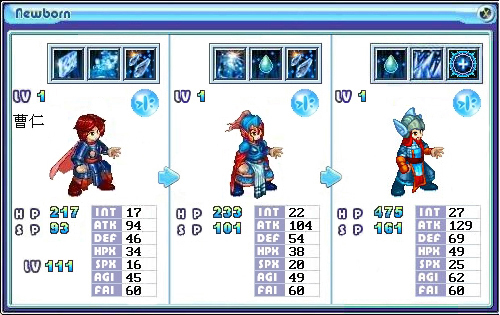 Newborn
LV 1
曹仁
HP 217
SP 93
LV 111
INT 17
ATK 94
DEF 46
HPX 34
SPX 16
AGI 45
FAI 60
LV 1
HP 233
SP 101
INT 22
ATK 104
DEF 54
HPX 38
SPX 20
AGI 49
FAI 60
LV 1
HP 475
SP 161
INT 27
ATK 129
DEF 69
HPX 49
SPX 25
AGI 62
FAI 60